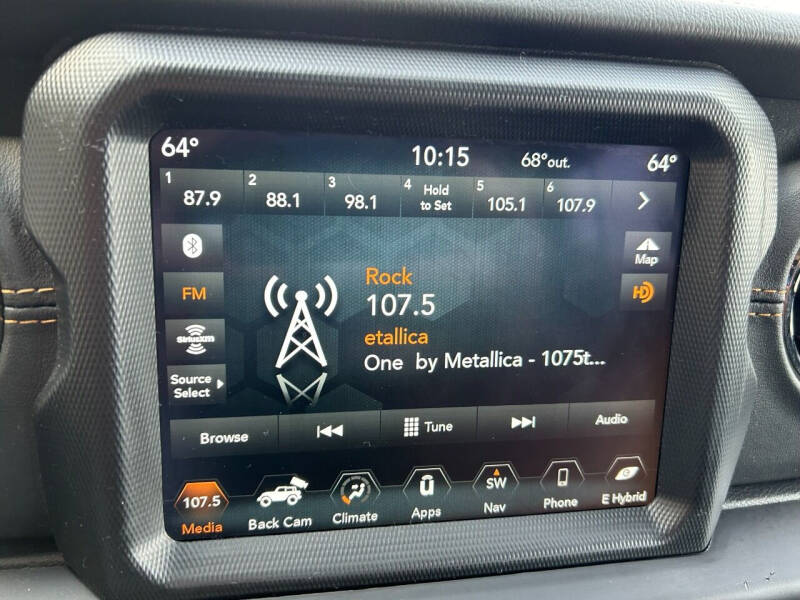 64°
10:15
68°out.
64°
1 87.9
2 88.1
3 98.1
4 Hold
to Set
5 105.1
6 107.9
Map
FM
HD
SiriusXM
Source
Select
Rock
107.5
etallica
One by Metallica - 1075t...
Browse
Tune
Audio
107.5
Media
Back Cam
Climate
Apps
SW
Nav
Phone
E Hybrid